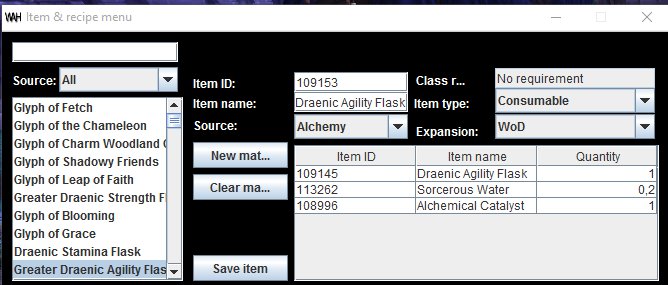 WAH Item & recipe menu
Source: All
Glyph of Fetch
Glyph of the Chameleon
Glyph of Charm Woodland
Glyph of Shadowy Friends
Glyph of Leap of Faith
Greater Draenic Strength Fl
Glyph of Blooming
Glyph of Grace
Draenic Stamina Flask
Greater Draenic Agility Flas
Item ID: 109153
Item name: Draenic Agility Flask
Source: Alchemy
Class r... No requirement
Item type: Consumable
Expansion: WoD
New mat...
Clear ma...
Save item
Item ID Item name Quantity
109145 Draenic Agility Flask 1
113262 Sorcerous Water 0,2
108996 Alchemical Catalyst 1